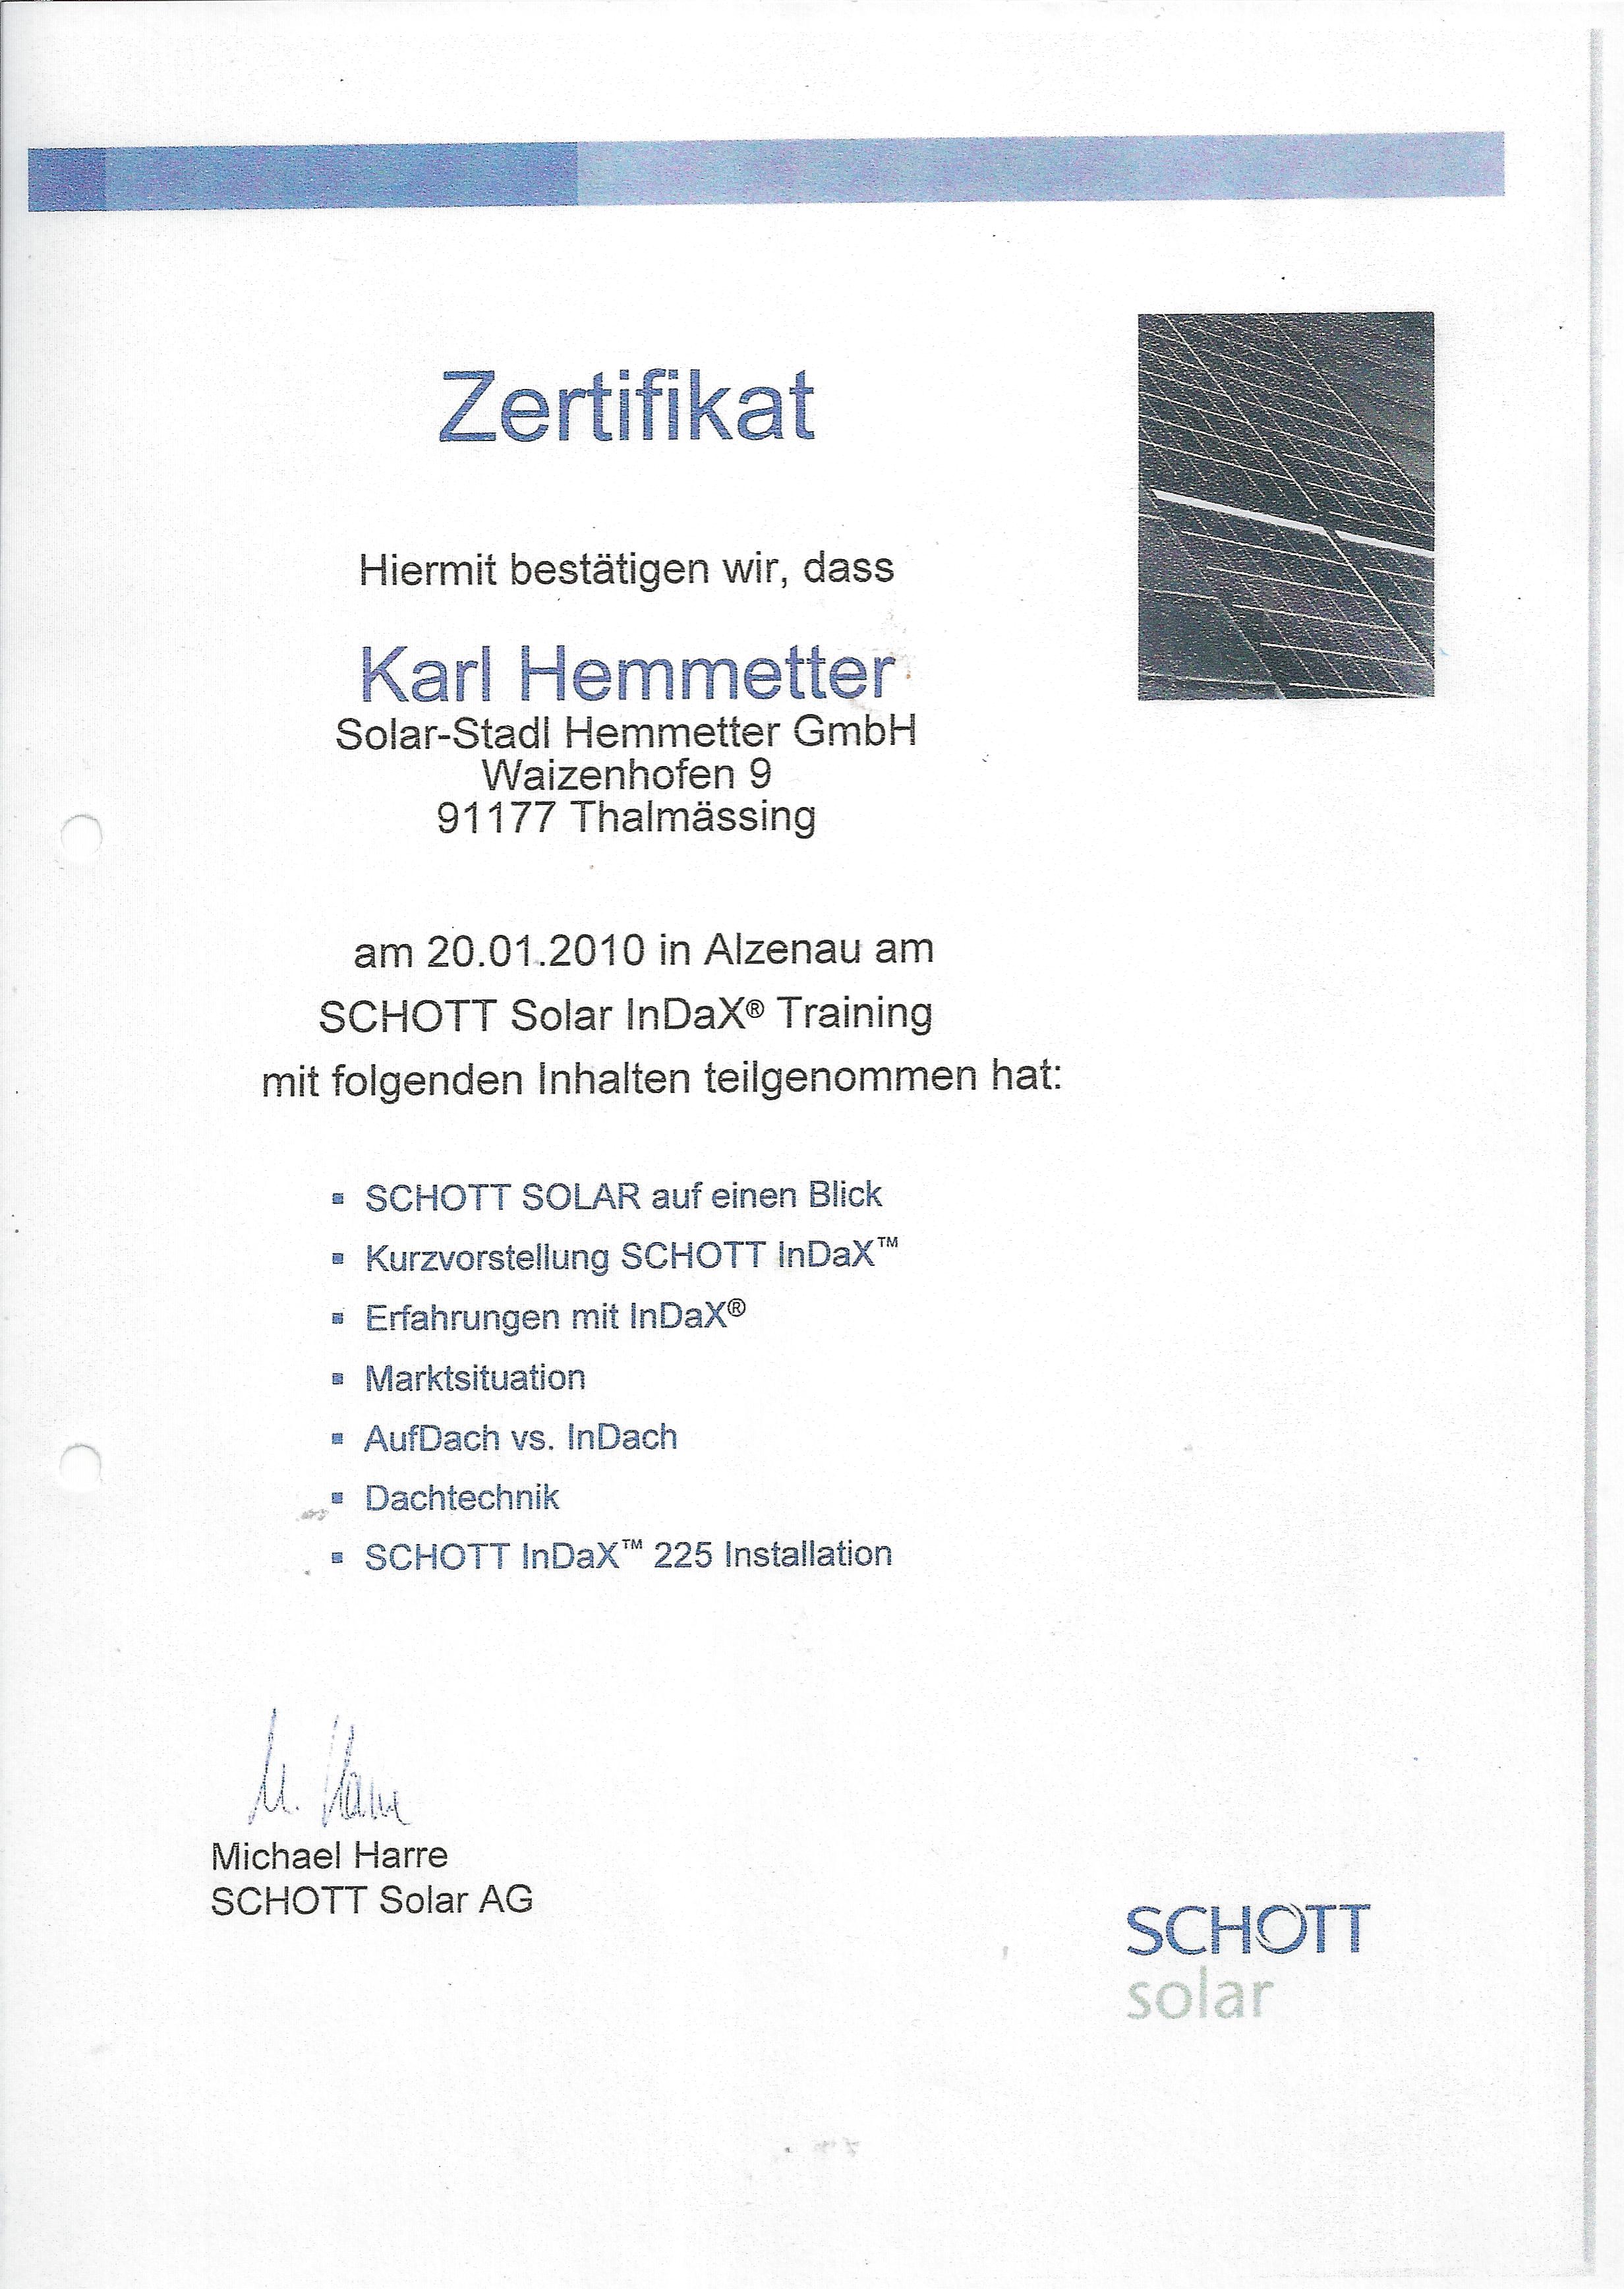 Zertifikat
Hiermit bestätigen wir, dass
Karl Hemmetter
Solar-Stadl Hemmetter GmbH
Waizenhofen 9
91177 Thalmässing
am 20.01.2010 in Alzenau am
SCHOTT Solar InDaX® Training
mit folgenden Inhalten teilgenommen hat:
▪ SCHOTT SOLAR auf einen Blick
▪ Kurzvorstellung SCHOTT InDaX™
▪ Erfahrungen mit InDaX®
▪ Marktsituation
▪ AufDach vs. InDach
▪ Dachtechnik
▪ SCHOTT InDaX™ 225 Installation
M. Harre
Michael Harre
SCHOTT Solar AG
SCHOTT
solar